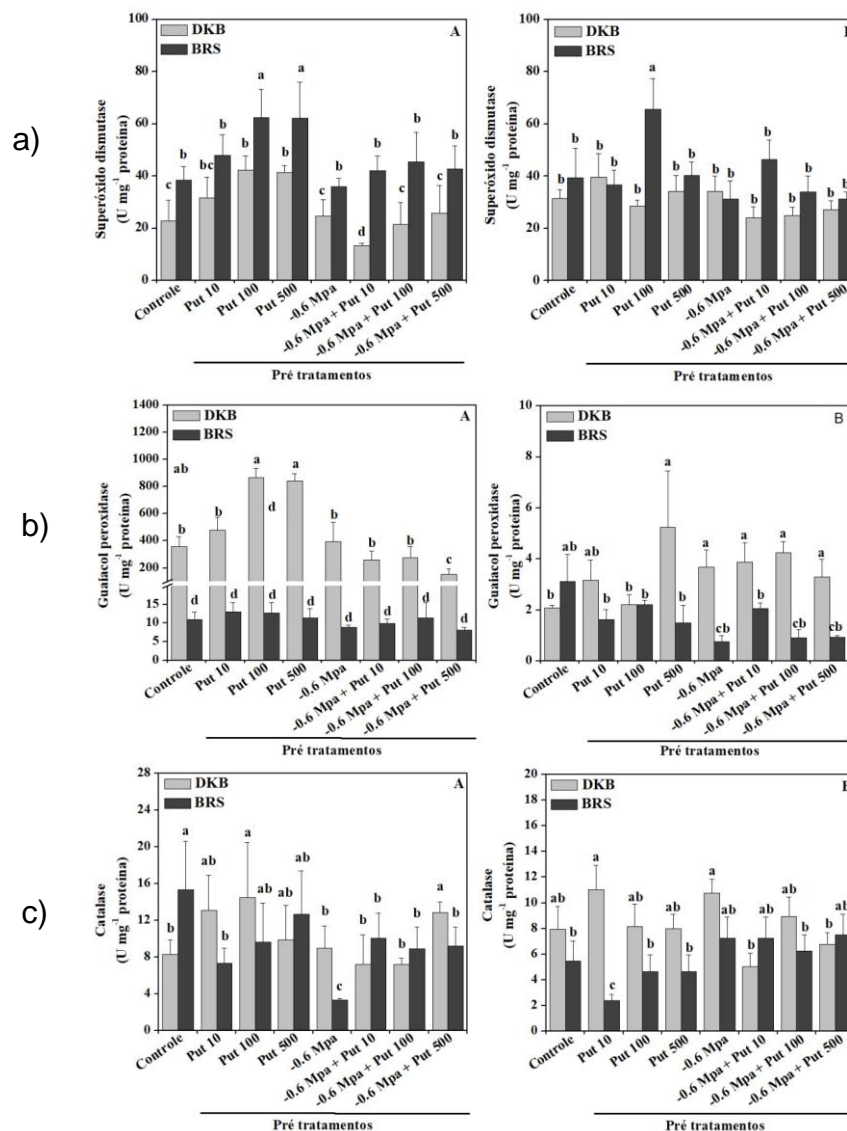 a)
Superóxido dismutase
(U mg⁻¹ proteína)
100
80
60
40
20
0
DKB
BRS
A
c
b
bc
b
b
a
b
a
c
b
d
b
c
b
c
b
Controle
Put 10
Put 100
Put 500
-0.6 Mpa
-0.6 Mpa + Put 10
-0.6 Mpa + Put 100
-0.6 Mpa + Put 500
Pré tratamentos
Superóxido dismutase
(U mg⁻¹ proteína)
100
80
60
40
20
0
DKB
BRS
b
b
b
b
b
a
b
b
b
b
b
b
b
b
b
b
Controle
Put 10
Put 100
Put 500
-0.6 Mpa
-0.6 Mpa + Put 10
-0.6 Mpa + Put 100
-0.6 Mpa + Put 500
Pré tratamentos
b)
Guaiacol peroxidase
(U mg⁻¹ proteína)
1400
1200
1000
800
600
400
200
15
10
5
0
DKB
BRS
A
ab
b
d
b
d
a
d
d
a
d
b
d
b
d
b
d
c
d
Controle
Put 10
Put 100
Put 500
-0.6 Mpa
-0.6 Mpa + Put 10
-0.6 Mpa + Put 100
-0.6 Mpa + Put 500
Pré tratamentos
Guaiacol peroxidase
(U mg⁻¹ proteína)
10
8
6
4
2
0
DKB
BRS
B
b
ab
ab
b
b
b
a
b
a
cb
a
b
a
cb
a
cb
Controle
Put 10
Put 100
Put 500
-0.6 Mpa
-0.6 Mpa + Put 10
-0.6 Mpa + Put 100
-0.6 Mpa + Put 500
Pré tratamentos
c)
Catalase
(U mg⁻¹ proteína)
28
24
20
16
12
8
4
0
DKB
BRS
A
b
a
ab
b
a
ab
ab
ab
ab
c
b
b
b
b
a
b
Controle
Put 10
Put 100
Put 500
-0.6 Mpa
-0.6 Mpa + Put 10
-0.6 Mpa + Put 100
-0.6 Mpa + Put 500
Pré tratamentos
Catalase
(U mg⁻¹ proteína)
20
18
16
14
12
10
8
6
4
2
0
DKB
BRS
ab
b
a
c
ab
b
ab
b
a
ab
b
ab
ab
b
ab
ab
Controle
Put 10
Put 100
Put 500
-0.6 Mpa
-0.6 Mpa + Put 10
-0.6 Mpa + Put 100
-0.6 Mpa + Put 500
Pré tratamentos